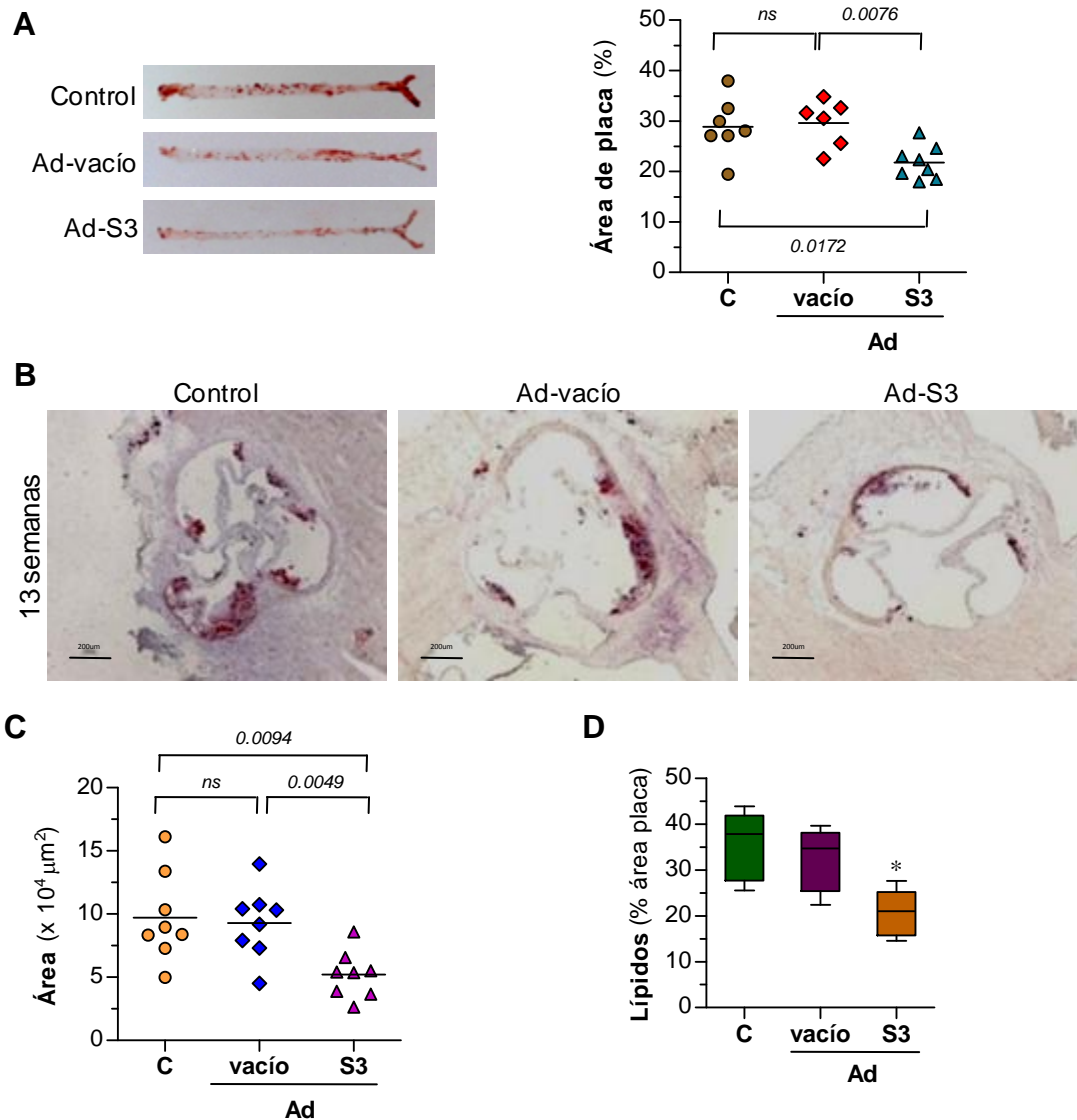 A
Control
Ad-vacío
Ad-S3
Área de placa (%)
50
40
30
20
10
0
ns
0.0076
0.0172
C
vacío
S3
Ad
B
Control
Ad-vacío
Ad-S3
13 semanas
200um
200um
200um
C
0.0094
ns
0.0049
Área (x 10⁴ μm²)
20
15
10
5
0
C
vacío
S3
Ad
D
Lípidos (% área placa)
50
40
30
20
10
0
*
C
vacío
S3
Ad